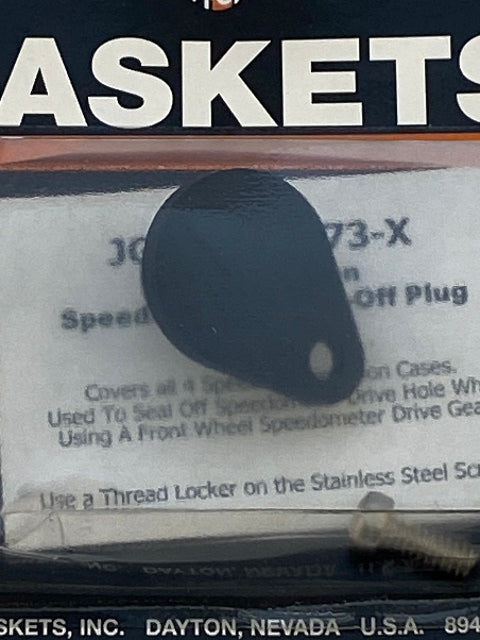 ASKETS
JG 73-X
n
Speed -Off Plug
Covers all 4 Spe on Cases.
Used To Seal Off Speedo Drive Hole Wh
Using A Front Wheel Speedometer Drive Gea
Use a Thread Locker on the Stainless Steel Scr
SKETS, INC. DAYTON, NEVADA U.S.A. 894